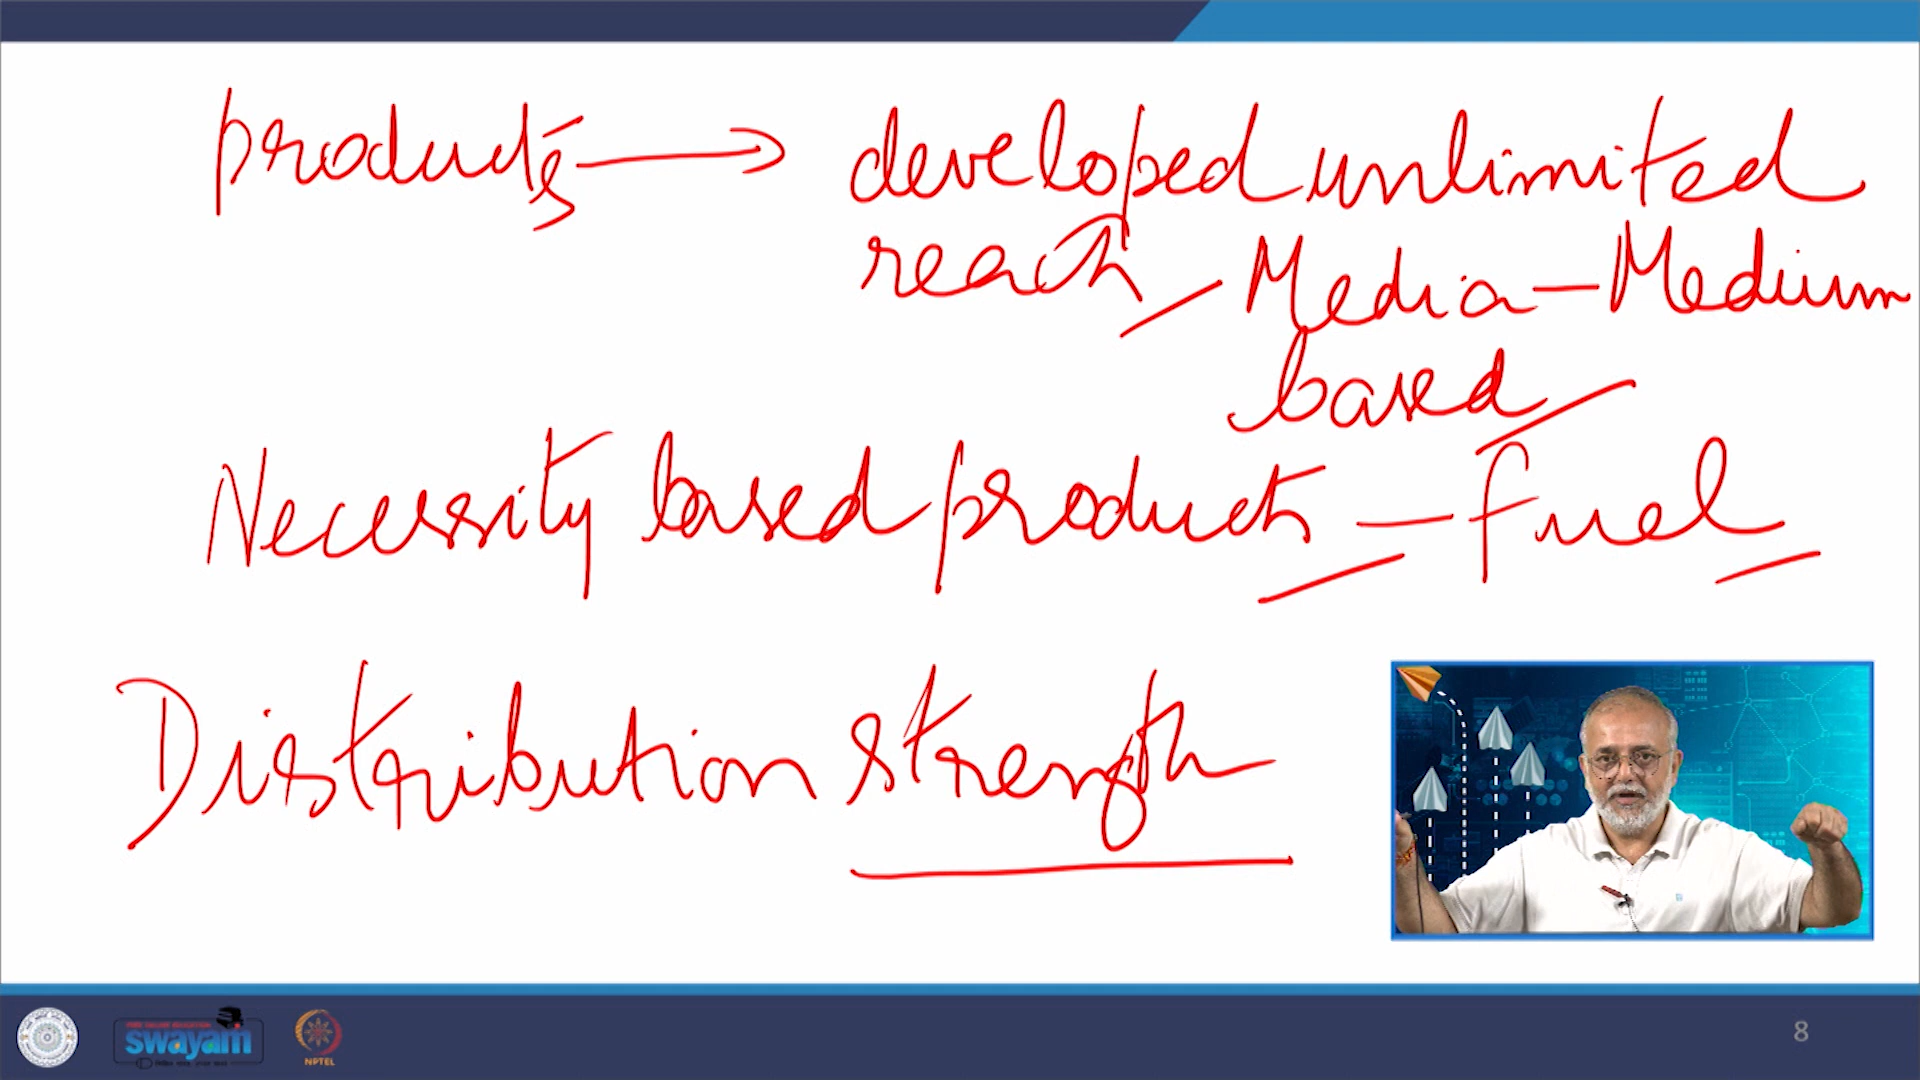 products → developed unlimited
reach, Media - Medium
based
Necessity based products - Fuel
Distribution strength
swayam
NPTEL
8